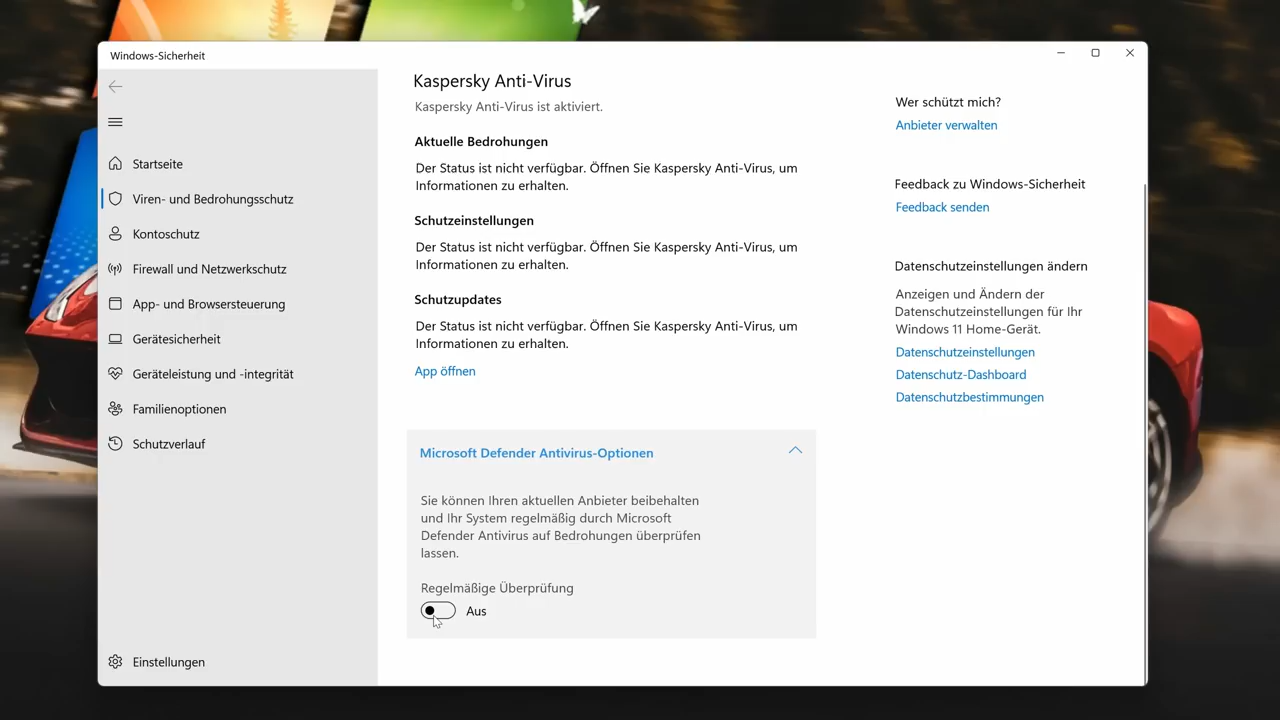 Windows-Sicherheit
Startseite
Viren- und Bedrohungsschutz
Kontoschutz
Firewall und Netzwerkschutz
App- und Browsersteuerung
Gerätesicherheit
Geräteleistung und -integrität
Familienoptionen
Schutzverlauf
Einstellungen
Kaspersky Anti-Virus
Kaspersky Anti-Virus ist aktiviert.
Aktuelle Bedrohungen
Der Status ist nicht verfügbar. Öffnen Sie Kaspersky Anti-Virus, um
Informationen zu erhalten.
Schutzeinstellungen
Der Status ist nicht verfügbar. Öffnen Sie Kaspersky Anti-Virus, um
Informationen zu erhalten.
Schutzupdates
Der Status ist nicht verfügbar. Öffnen Sie Kaspersky Anti-Virus, um
Informationen zu erhalten.
App öffnen
Microsoft Defender Antivirus-Optionen
Sie können Ihren aktuellen Anbieter beibehalten
und Ihr System regelmäßig durch Microsoft
Defender Antivirus auf Bedrohungen überprüfen
lassen.
Regelmäßige Überprüfung
Aus
Wer schützt mich?
Anbieter verwalten
Feedback zu Windows-Sicherheit
Feedback senden
Datenschutzeinstellungen ändern
Anzeigen und Ändern der
Datenschutzeinstellungen für Ihr
Windows 11 Home-Gerät.
Datenschutzeinstellungen
Datenschutz-Dashboard
Datenschutzbestimmungen